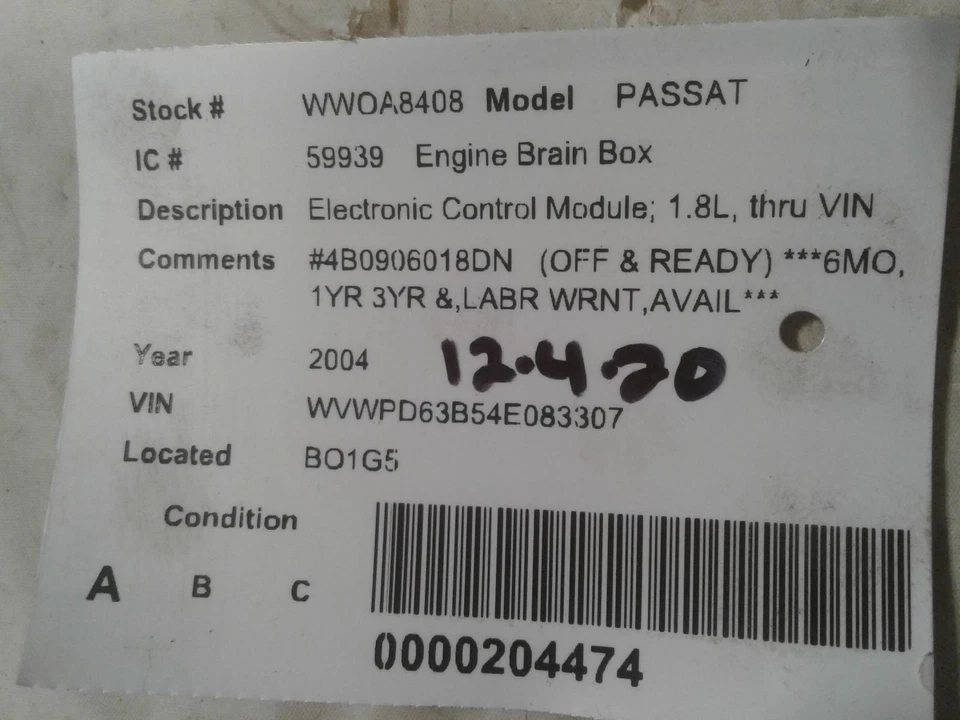 Stock # WWOA8408 Model PASSAT
IC # 59939 Engine Brain Box
Description Electronic Control Module; 1.8L, thru VIN
Comments #4B0906018DN (OFF & READY) ***6MO,
1YR 3YR &,LABR WRNT,AVAIL***
Year 2004 12.4.20
VIN WVWPD63B54E083307
Located BO1G5
Condition
A B C
0000204474